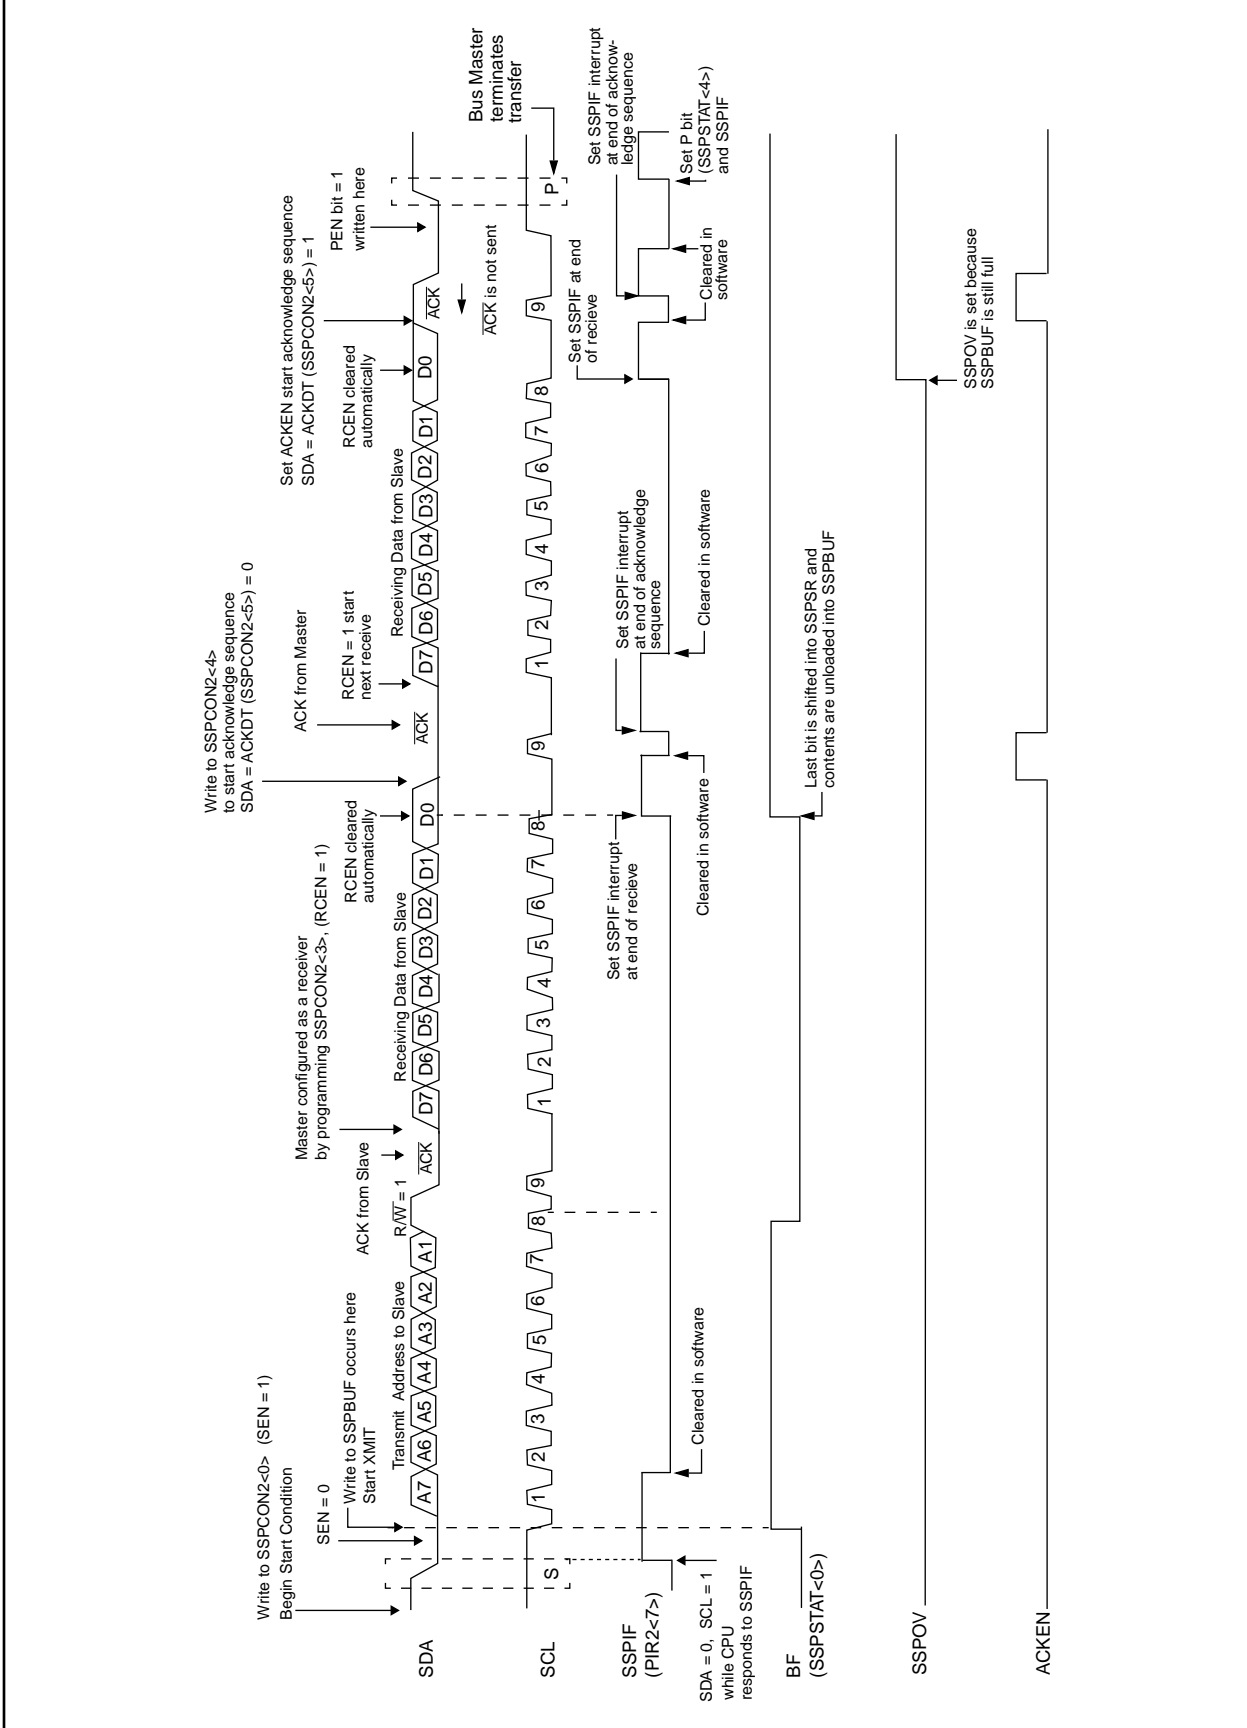 Write to SSPCON2<4>
to start acknowledge sequence
SDA = ACKDT (SSPCON2<5>) = 0
Set ACKEN start acknowledge sequence
SDA = ACKDT (SSPCON2<5>) = 1
Write to SSPCON2<0> (SEN = 1)
Begin Start Condition
Master configured as a receiver
by programming SSPCON2<3>, (RCEN = 1)
ACK from Master
SEN = 0
RCEN cleared
automatically
RCEN = 1 start
next receive
RCEN cleared
automatically
PEN bit = 1
written here
Write to SSPBUF occurs here
Start XMIT
ACK from Slave
Transmit Address to Slave
R/W = 1
Receiving Data from Slave
Receiving Data from Slave
SDA
A7 A6 A5 A4 A3 A2 A1 ACK D7 D6 D5 D4 D3 D2 D1 D0 ACK D7 D6 D5 D4 D3 D2 D1 D0 ACK
ACK is not sent
Bus Master
terminates
transfer
SCL
S 1 2 3 4 5 6 7 8 9 1 2 3 4 5 6 7 8 9 1 2 3 4 5 6 7 8 9 P
Set SSPIF interrupt
at end of recieve
Set SSPIF interrupt
at end of acknowledge
sequence
Set SSPIF at end
of recieve
Set SSPIF interrupt
at end of acknow-
ledge sequence
SSPIF
(PIR2<7>)
Cleared in software
Cleared in software
Cleared in software
Cleared in
software
Set P bit
(SSPSTAT<4>)
and SSPIF
SDA = 0, SCL = 1
while CPU
responds to SSPIF
BF
(SSPSTAT<0>)
Last bit is shifted into SSPSR and
contents are unloaded into SSPBUF
SSPOV
SSPOV is set because
SSPBUF is still full
ACKEN